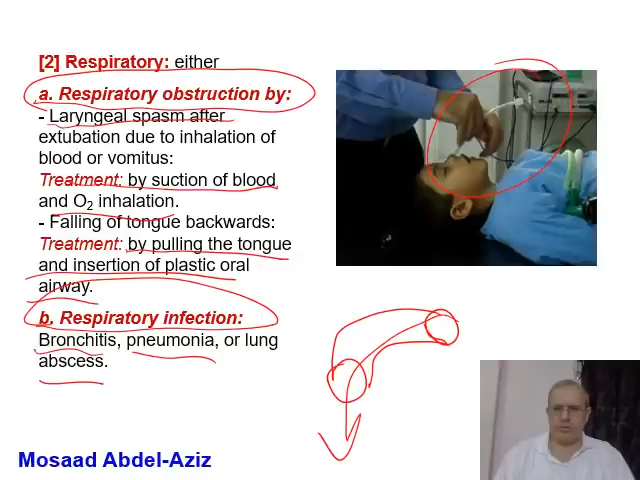 [2] Respiratory: either
a. Respiratory obstruction by:
- Laryngeal spasm after
extubation due to inhalation of
blood or vomitus:
Treatment: by suction of blood
and O₂ inhalation.
- Falling of tongue backwards:
Treatment: by pulling the tongue
and insertion of plastic oral
airway.
b. Respiratory infection:
Bronchitis, pneumonia, or lung
abscess.
Mosaad Abdel-Aziz